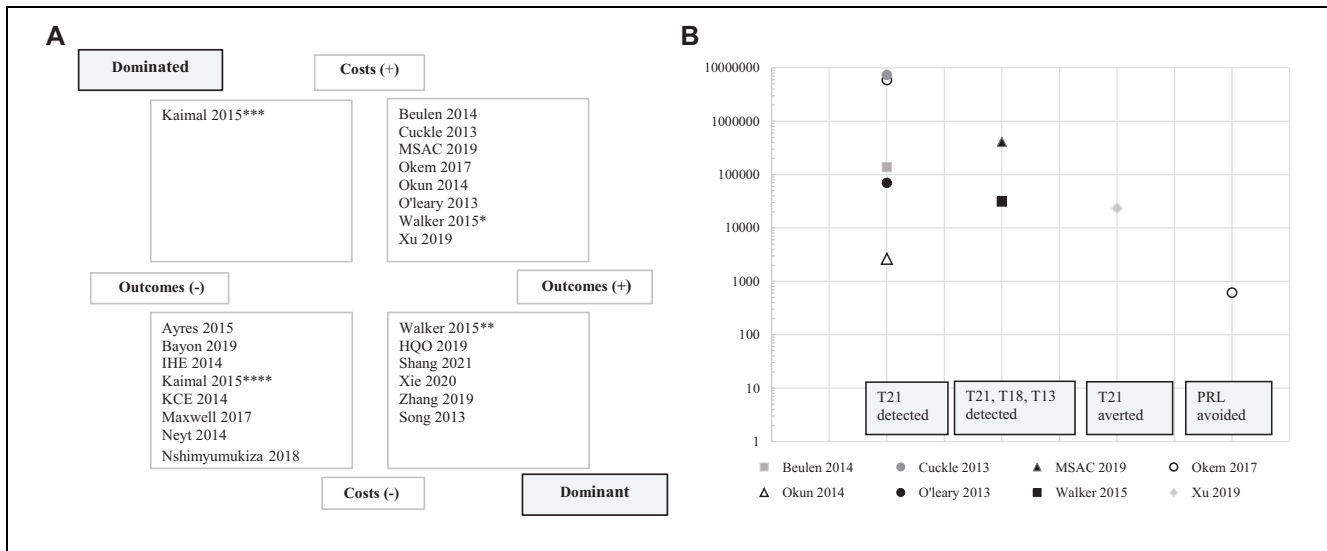 A
Dominated
Costs (+)
Kaimal 2015***
Beulen 2014
Cuckle 2013
MSAC 2019
Okem 2017
Okun 2014
O'leary 2013
Walker 2015*
Xu 2019
Outcomes (-)
Outcomes (+)
Ayres 2015
Bayon 2019
IHE 2014
Kaimal 2015****
KCE 2014
Maxwell 2017
Neyt 2014
Nshimyumukiza 2018
Walker 2015**
HQO 2019
Shang 2021
Xie 2020
Zhang 2019
Song 2013
Costs (-)
Dominant
B
10000000
1000000
100000
10000
1000
100
10
1
T21
detected
T21, T18, T13
detected
T21
averted
PRL
avoided
Beulen 2014
Cuckle 2013
MSAC 2019
Okem 2017
Okun 2014
O'leary 2013
Walker 2015
Xu 2019